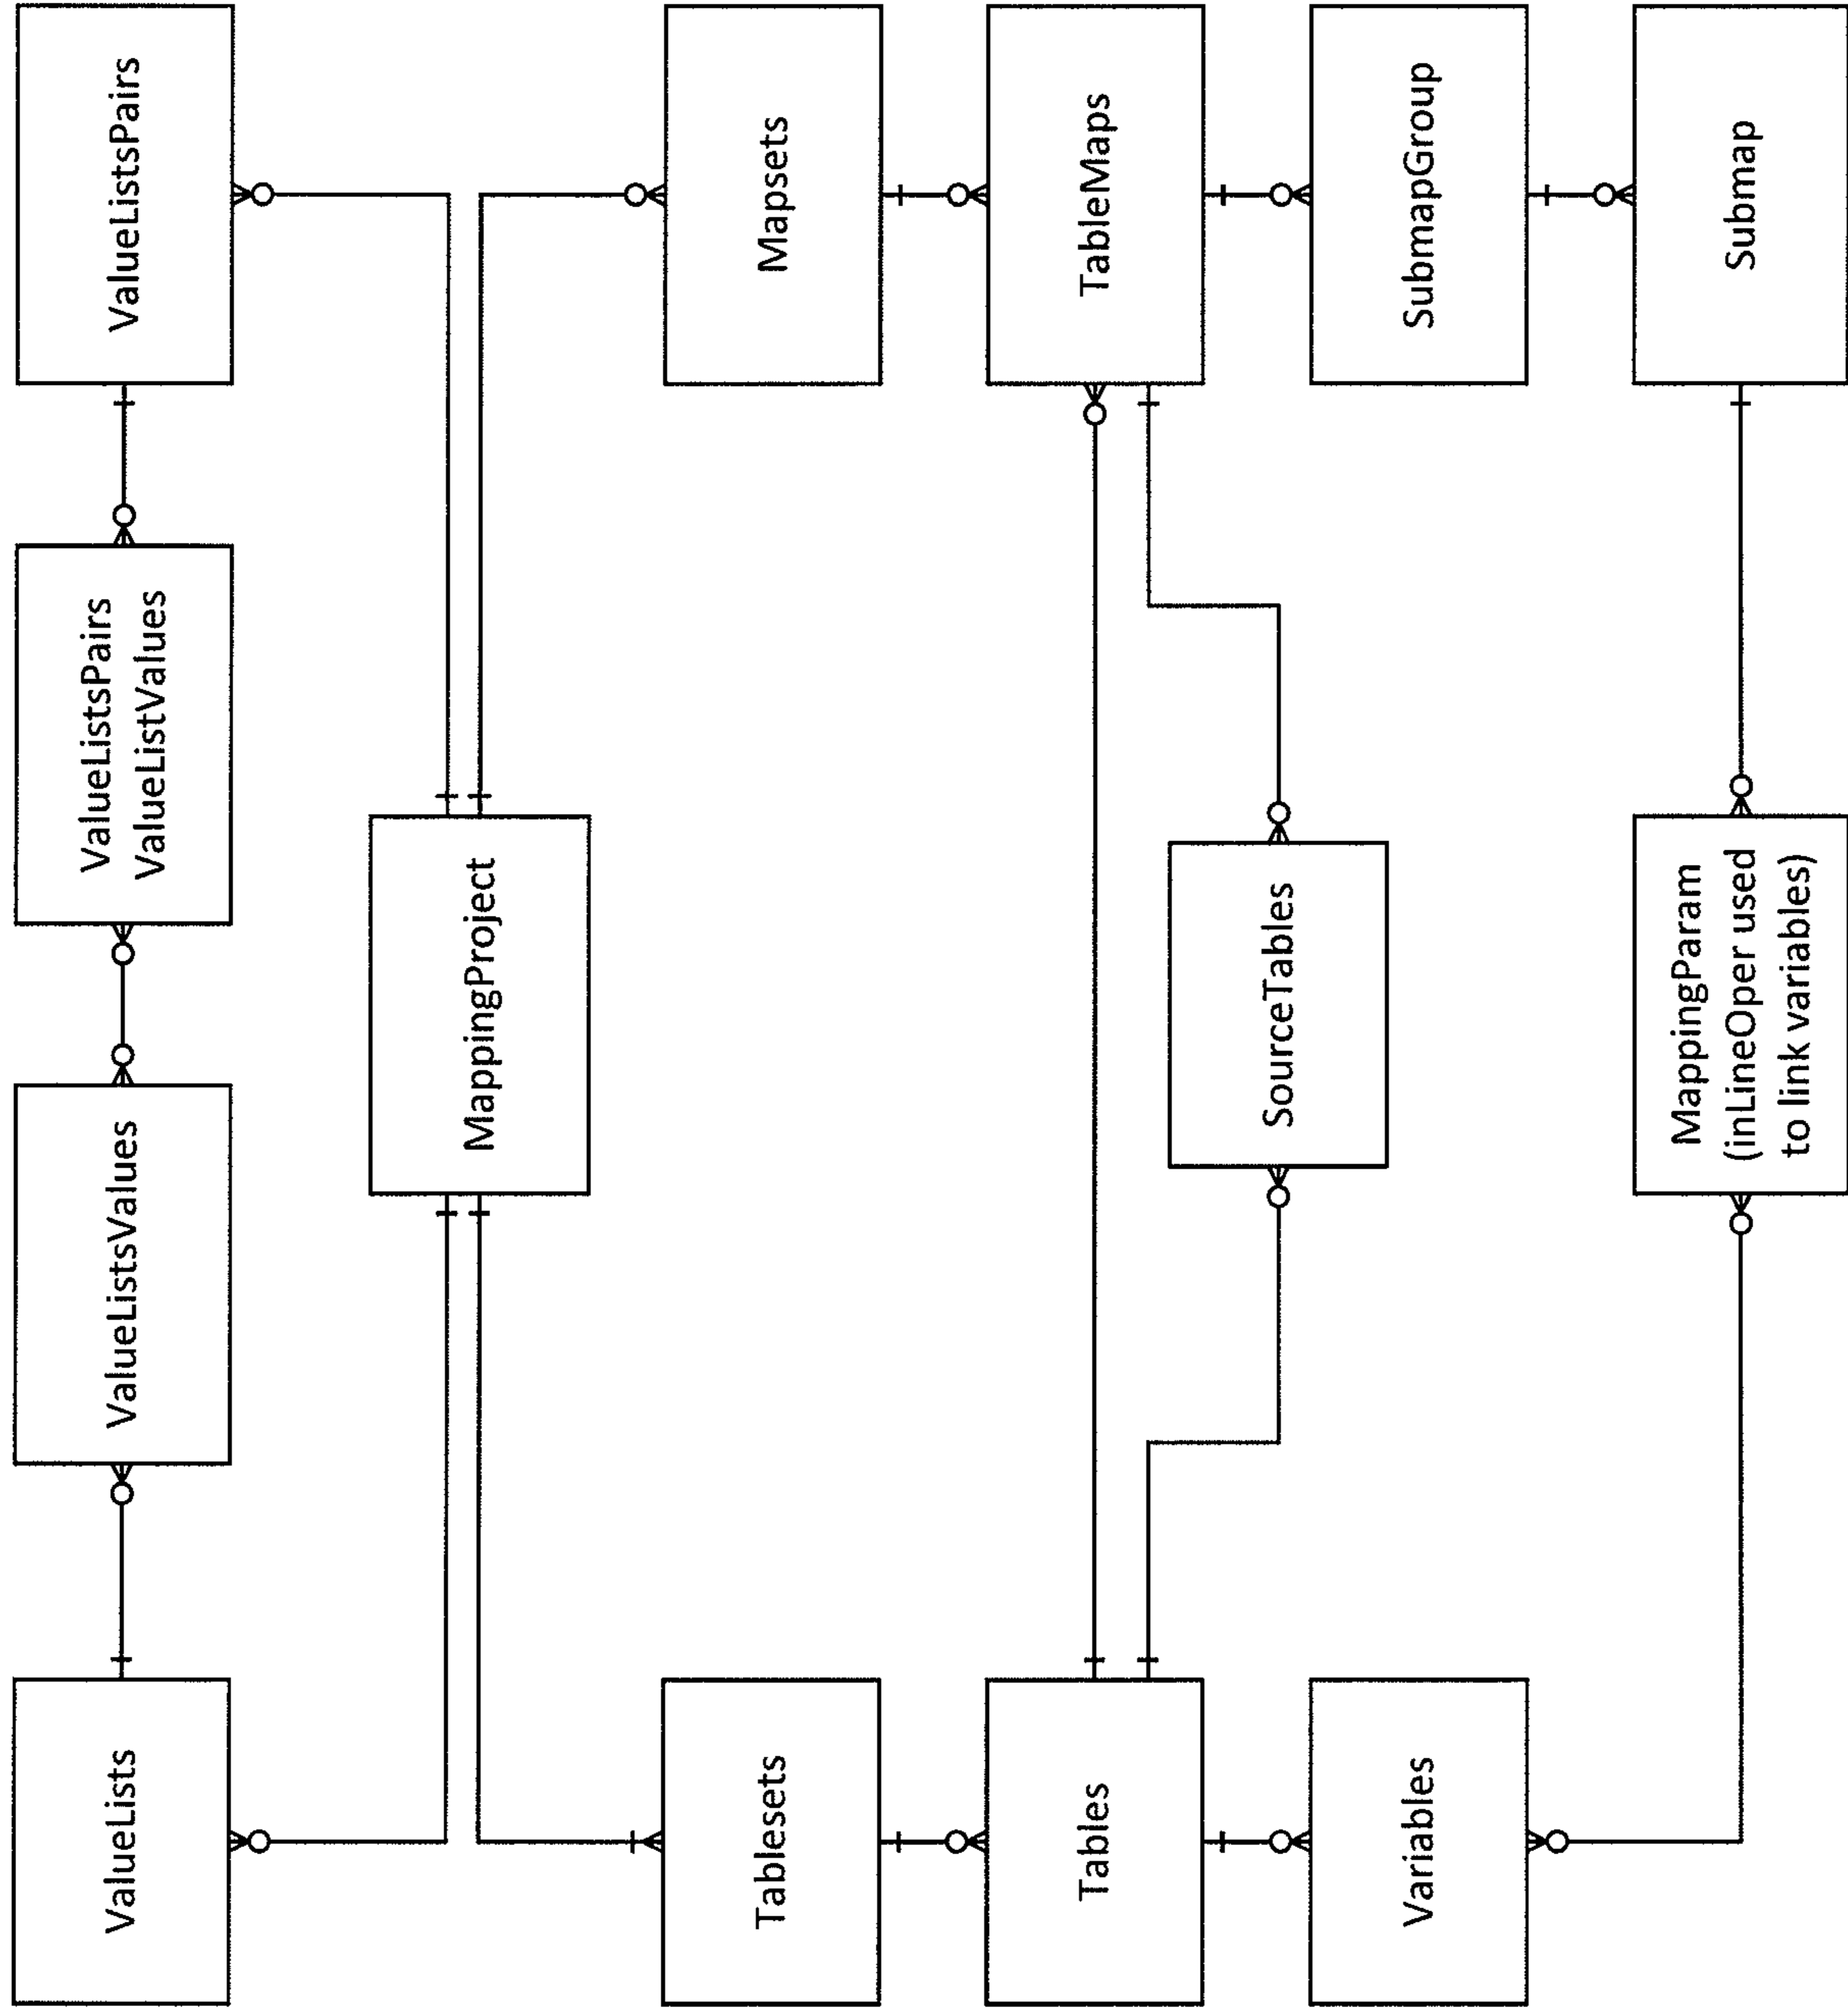 ValueListsPairs
ValueListsPairs
ValueListValues
ValueListsValues
ValueLists
MappingProject
Mapsets
Tablesets
TableMaps
Tables
SourceTables
SubmapGroup
Variables
Submap
MappingParam
(inLineOper used
to link variables)